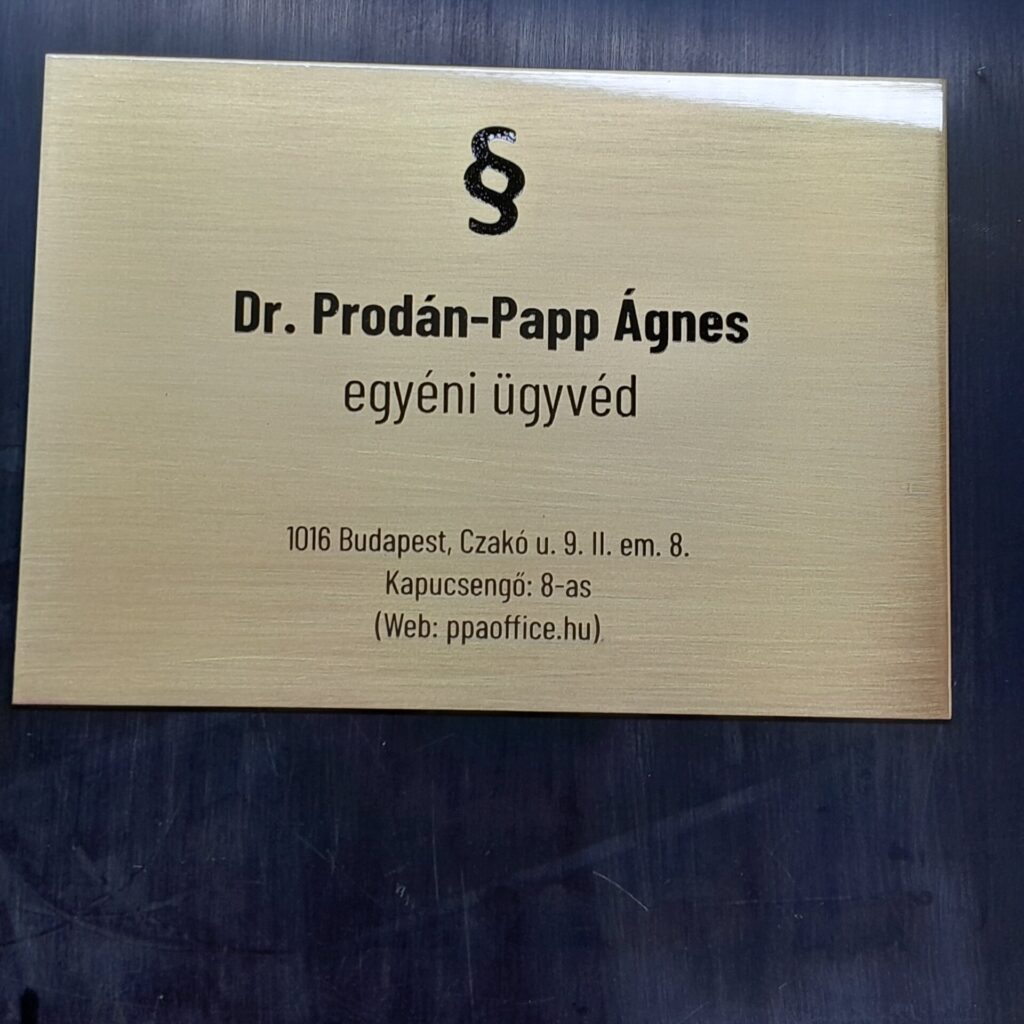 §
Dr. Prodán-Papp Ágnes
egyéni ügyvéd
1016 Budapest, Czakó u. 9. II. em. 8.
Kapucsengő: 8-as
(Web: ppaoffice.hu)